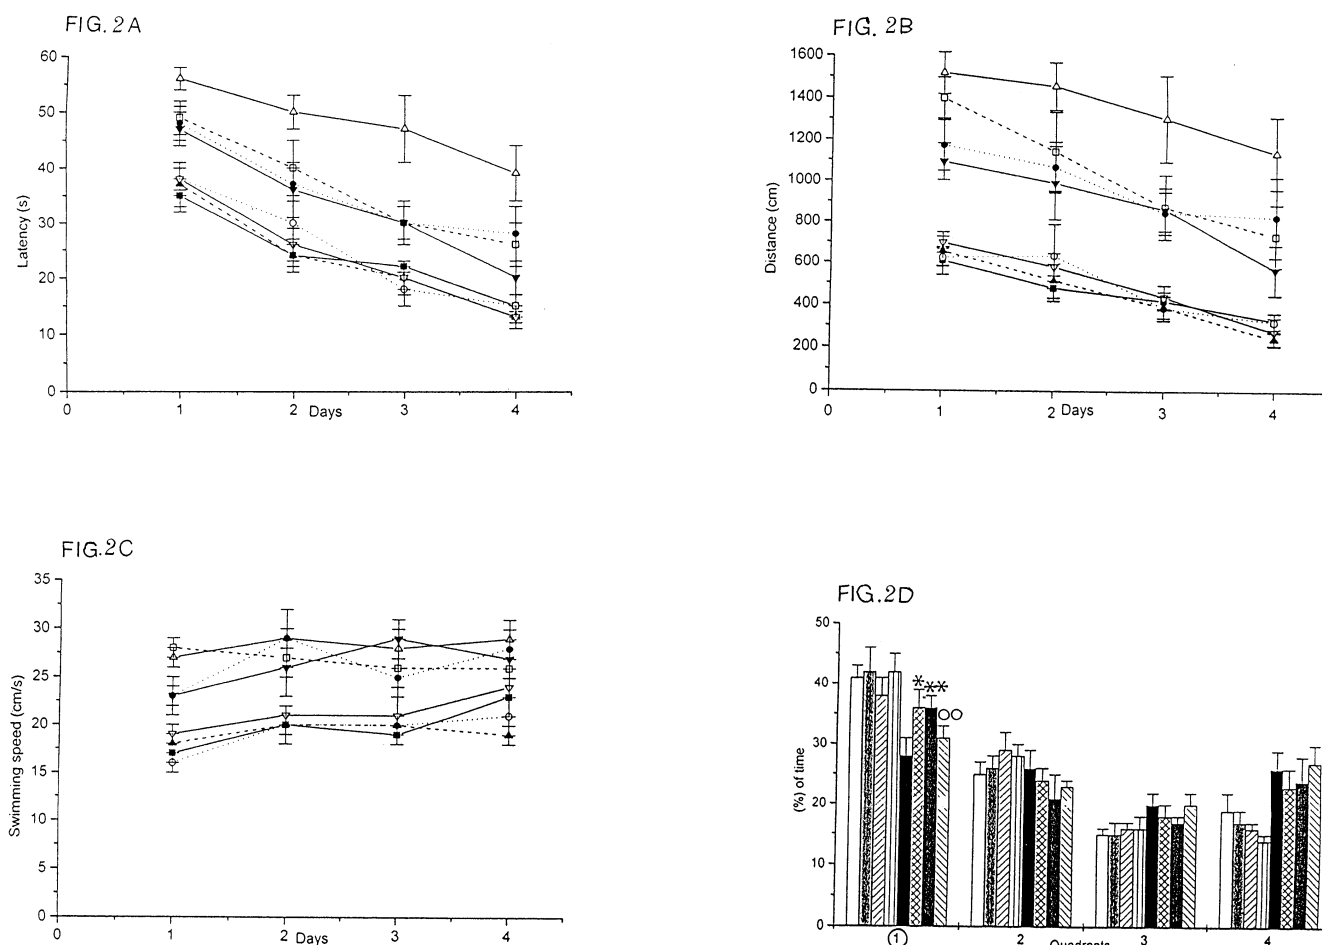 FIG. 2A
60
50
40
30
20
10
0
Latency (s)
0 1 2 3 4
Days
FIG. 2B
1600
1400
1200
1000
800
600
400
200
0
Distance (cm)
0 1 2 3 4
Days
FIG. 2C
35
30
25
20
15
10
5
0
Swimming speed (cm/s)
0 1 2 3 4
Days
FIG. 2D
50
40
30
20
10
0
(%) of time
* ** OO
1 2 3 4